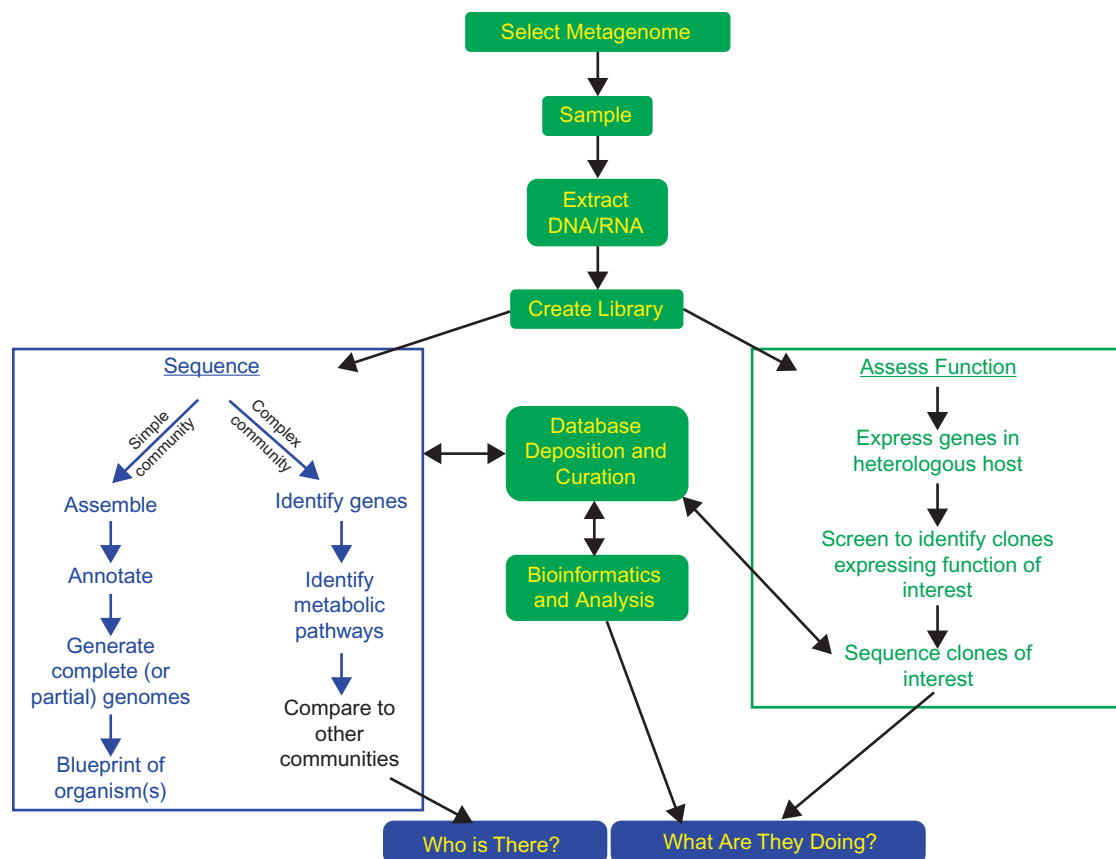 Select Metagenome
Sample
Extract
DNA/RNA
Create Library
Sequence
Simple
community
Complex
community
Assemble
Annotate
Generate
complete (or
partial) genomes
Blueprint of
organism(s)
Identify genes
Identify
metabolic
pathways
Compare to
other
communities
Database
Deposition and
Curation
Bioinformatics
and Analysis
Assess Function
Express genes in
heterologous host
Screen to identify clones
expressing function of
interest
Sequence clones of
interest
Who is There?
What Are They Doing?